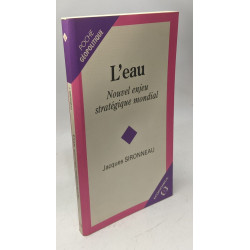 POCHE
GÉOPOLITIQUE
L'eau
Nouvel enjeu
stratégique mondial
Jacques SIRONNEAU